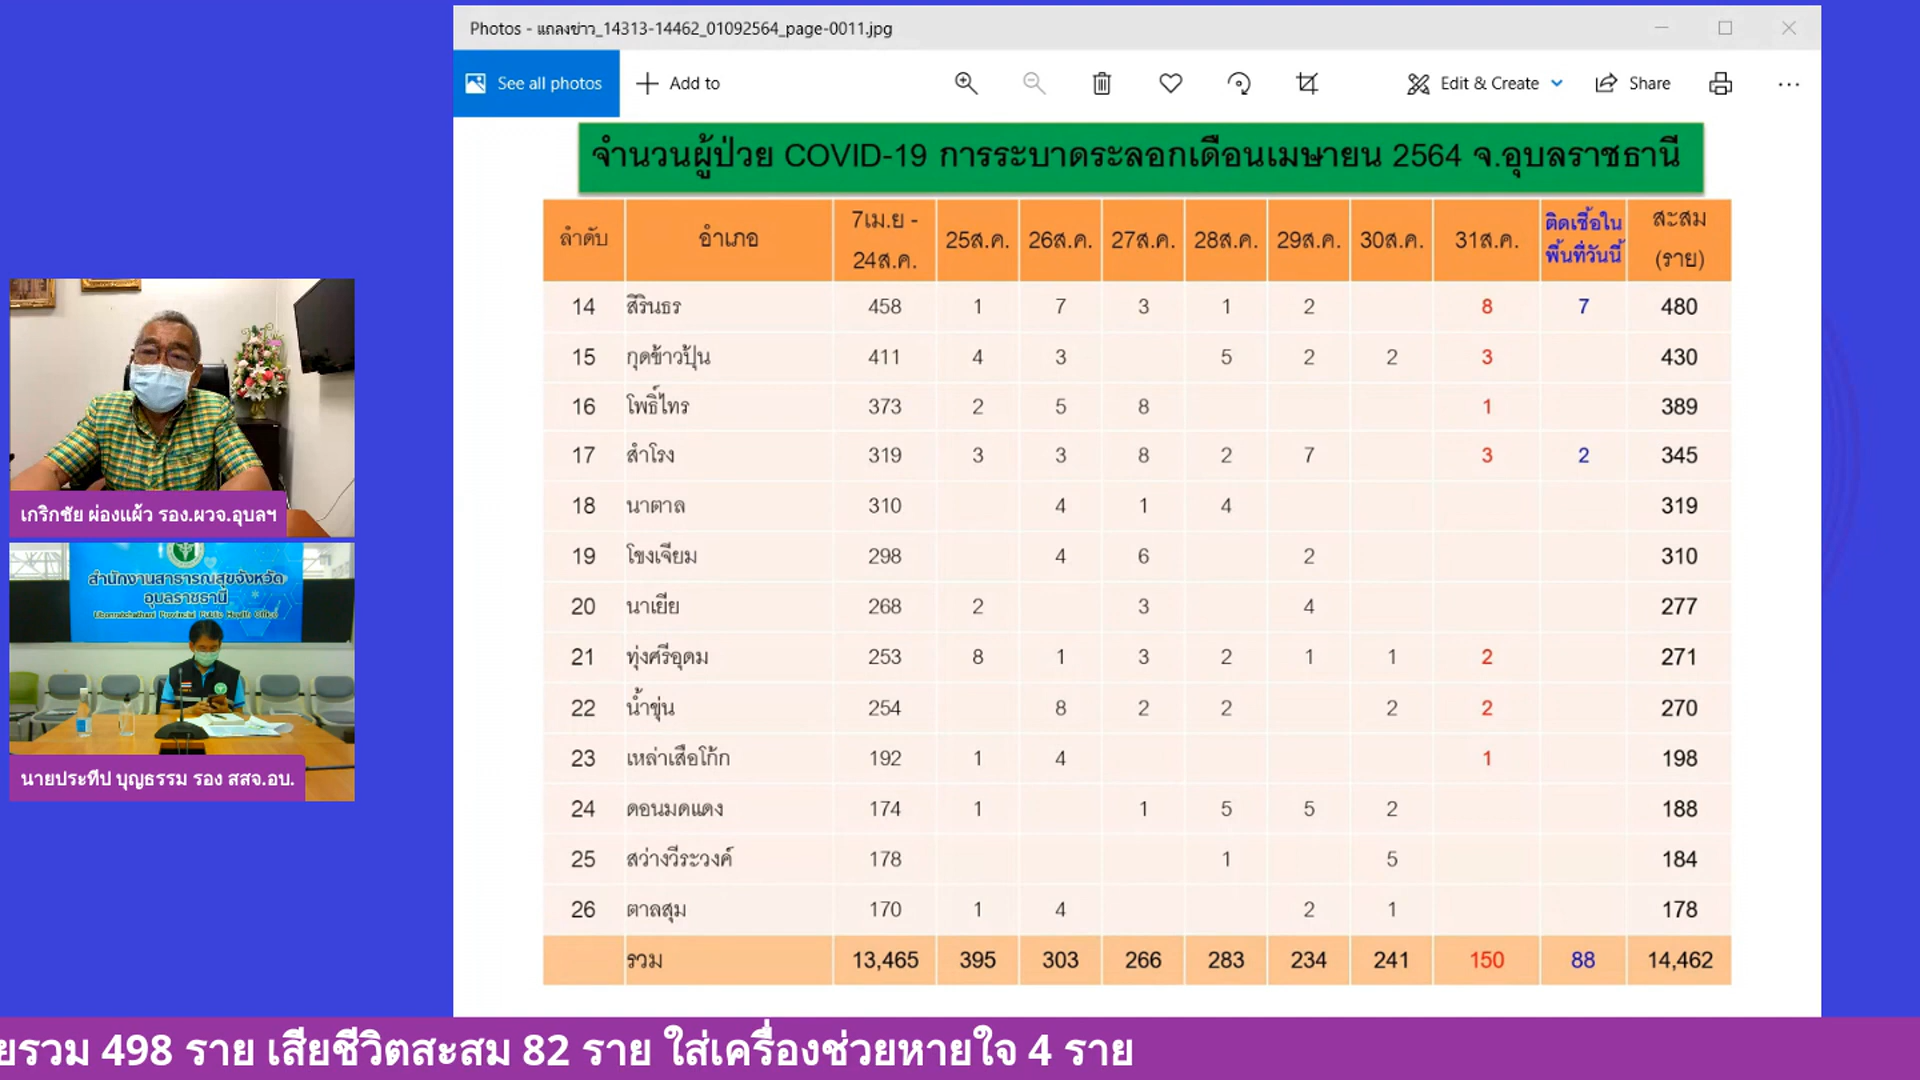 Photos - แถลงข่าว_14313-14462_01092564_page-0011.jpg
See all photos
Add to
Edit & Create
Share
จำนวนผู้ป่วย COVID-19 การระบาดระลอกเดือนเมษายน 2564 จ.อุบลราชธานี
ลำดับ อำเภอ 7เม.ย - 24ส.ค. 25ส.ค. 26ส.ค. 27ส.ค. 28ส.ค. 29ส.ค. 30ส.ค. 31ส.ค. ติดเชื้อใน พื้นที่วันนี้ สะสม (ราย)
14 สิรินธร 458 1 7 3 1 2 8 7 480
15 กุดข้าวปุ้น 411 4 3 5 2 2 3 430
16 โพธิ์ไทร 373 2 5 8 1 389
17 สำโรง 319 3 3 8 2 7 3 2 345
18 นาตาล 310 4 1 4 319
19 โขงเจียม 298 4 6 2 310
20 นาเยีย 268 2 3 4 277
21 ทุ่งศรีอุดม 253 8 1 3 2 1 1 2 271
22 น้ำขุ่น 254 8 2 2 2 2 270
23 เหล่าเสือโก้ก 192 1 4 1 198
24 ดอนมดแดง 174 1 1 5 5 2 188
25 สว่างวีระวงศ์ 178 1 5 184
26 ตาลสุม 170 1 4 2 1 178
รวม 13,465 395 303 266 283 234 241 150 88 14,462
เกริกชัย ผ่องแผ้ว รอง.ผวจ.อุบลฯ
สำนักงานสาธารณสุขจังหวัด
อุบลราชธานี
Ubonratchathani Provincial Public Health Office
นายประทีป บุญธรรม รอง สสจ.อบ.
ยรวม 498 ราย เสียชีวิตสะสม 82 ราย ใส่เครื่องช่วยหายใจ 4 ราย